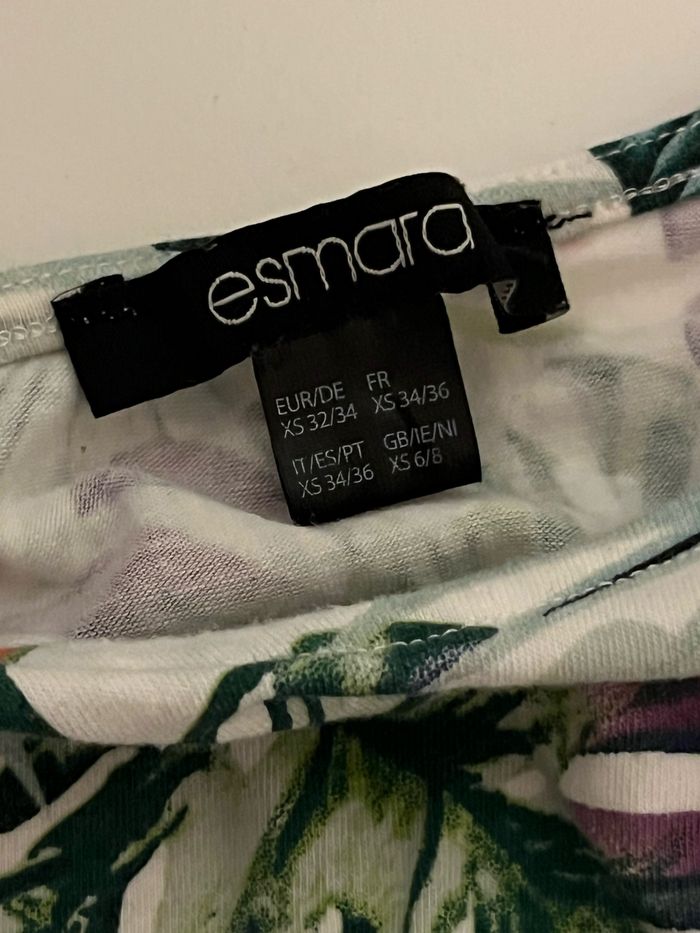 esmara
EUR/DE FR
XS 32/34 XS 34/36
IT/ES/PT GB/IE/NI
XS 34/36 XS 6/8